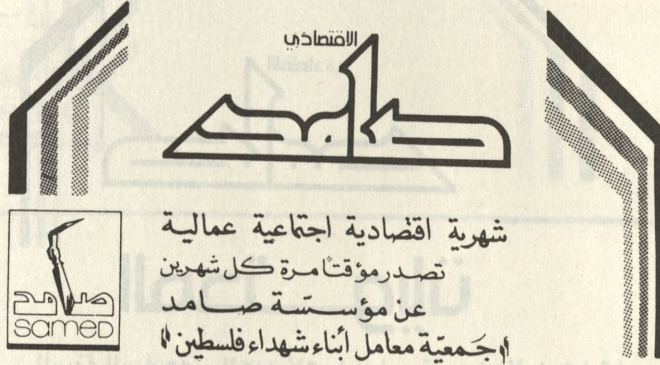 الاقتصادي
صامد
شهرية اقتصادية اجتماعية عمالية
تصدر مؤقتاً مرة كل شهرين
عن مؤسسة صامد
«جمعية معامل أبناء شهداء فلسطين»
صامد
samed